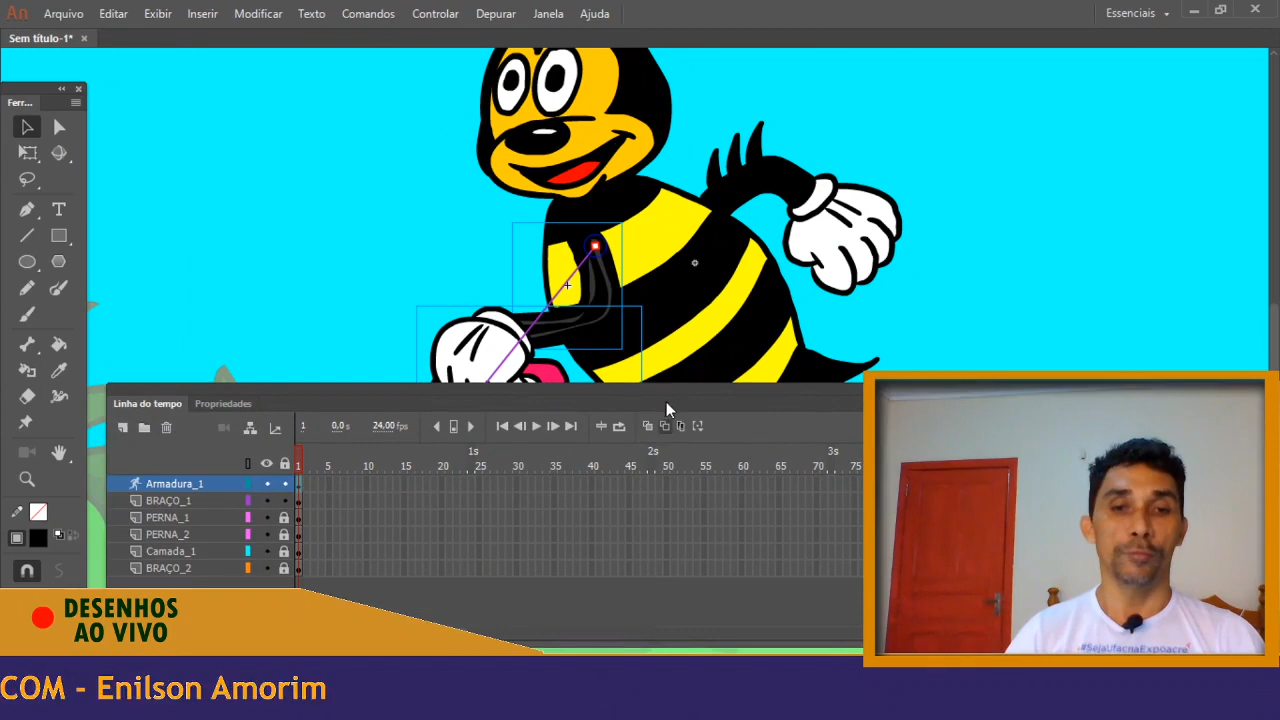 An Arquivo Editar Exibir Inserir Modificar Texto Comandos Controlar Depurar Janela Ajuda Essenciais
Sem título-1*
Ferr...
Linha do tempo Propriedades
1 0,0 s 24,00 fps
1s 2s 3s
1 5 10 15 20 25 30 35 40 45 50 55 60 65 70 75
Armadura_1
BRAÇO_1
PERNA_1
PERNA_2
Camada_1
BRAÇO_2
#SejaUfacnaExpoacre
DESENHOS
AO VIVO
COM - Enilson Amorim